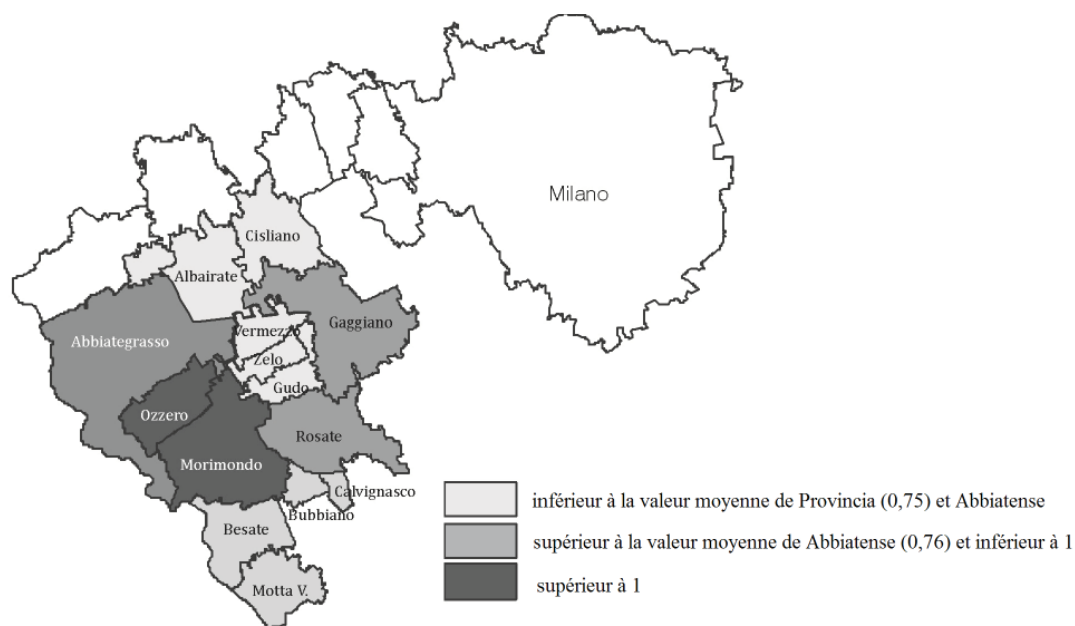 Milano
Cisliano
Albairate
Vermezzo
Gaggiano
Abbiategrasso
Zelo
Gudo
Ozzero
Rosate
Morimondo
Calvignasco
Bubbiano
Besate
Motta V.
inférieur à la valeur moyenne de Província (0,75) et Abbiatense
supérieur à la valeur moyenne de Abbiatense (0,76) et inférieur à 1
supérieur à 1